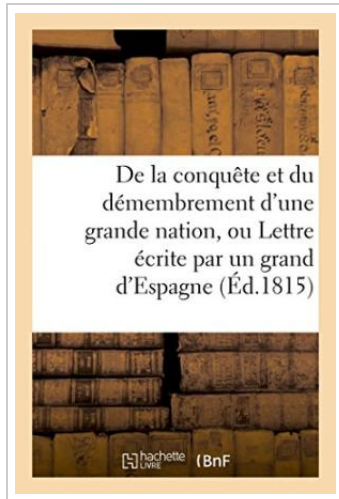 De la conquête et du
démembrement d'une
grande nation, ou Lettre
écrite par un grand
d'Espagne (Éd.1815)
hachette
LIVRE
(BnF